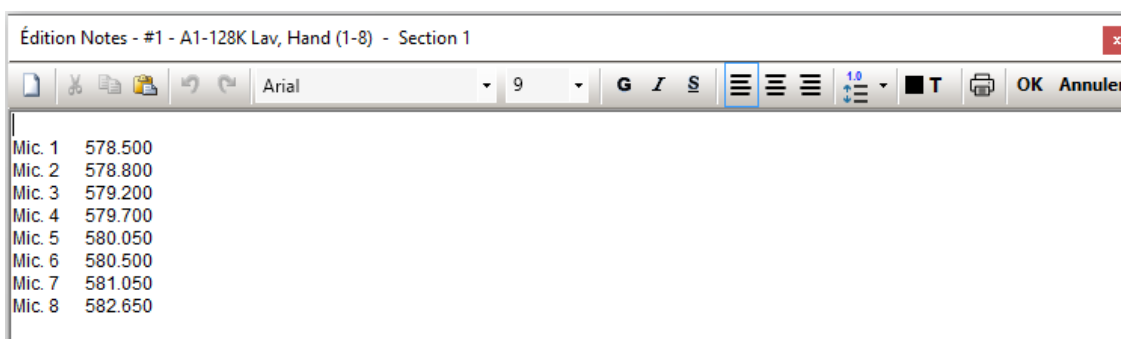 Édition Notes - #1 - A1-128K Lav, Hand (1-8) - Section 1
x
Arial 9 G I S 1.0 T OK Annuler
Mic. 1 578.500
Mic. 2 578.800
Mic. 3 579.200
Mic. 4 579.700
Mic. 5 580.050
Mic. 6 580.500
Mic. 7 581.050
Mic. 8 582.650